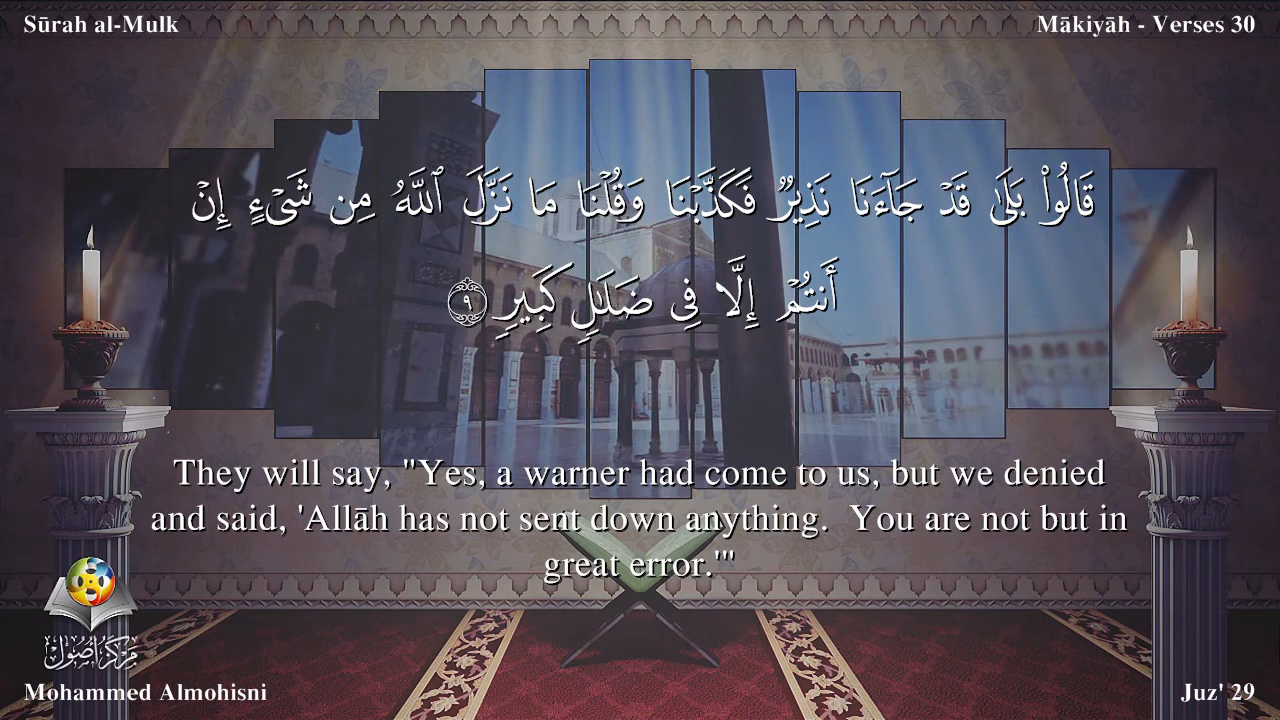 Sūrah al-Mulk
Mākiyāh - Verses 30
قَالُوا۟ بَلَىٰ قَدْ جَآءَنَا نَذِيرٌ فَكَذَّبْنَا وَقُلْنَا مَا نَزَّلَ ٱللَّهُ مِن شَىْءٍ إِنْ
أَنتُمْ إِلَّا فِى ضَلَـٰلٍ كَبِيرٍ ٩
They will say, "Yes, a warner had come to us, but we denied
and said, 'Allāh has not sent down anything.  You are not but in
great error.'"
مركز أصول
Mohammed Almohisni
Juz' 29